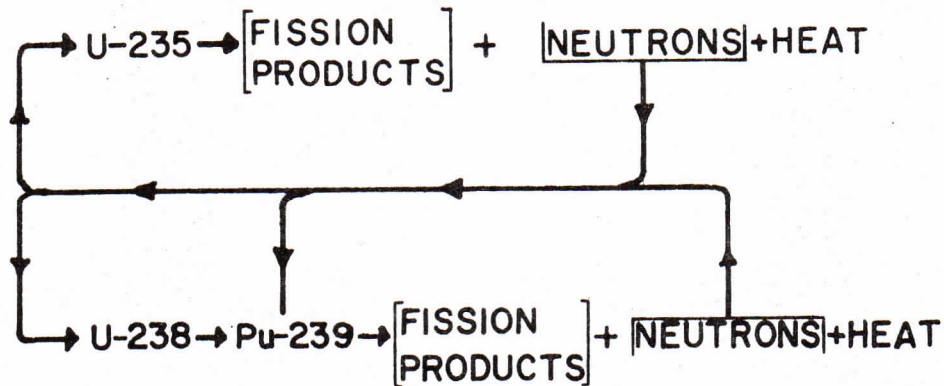 U-235 → [FISSION PRODUCTS] + NEUTRONS +HEAT
U-238 → Pu-239 → [FISSION PRODUCTS] + NEUTRONS +HEAT